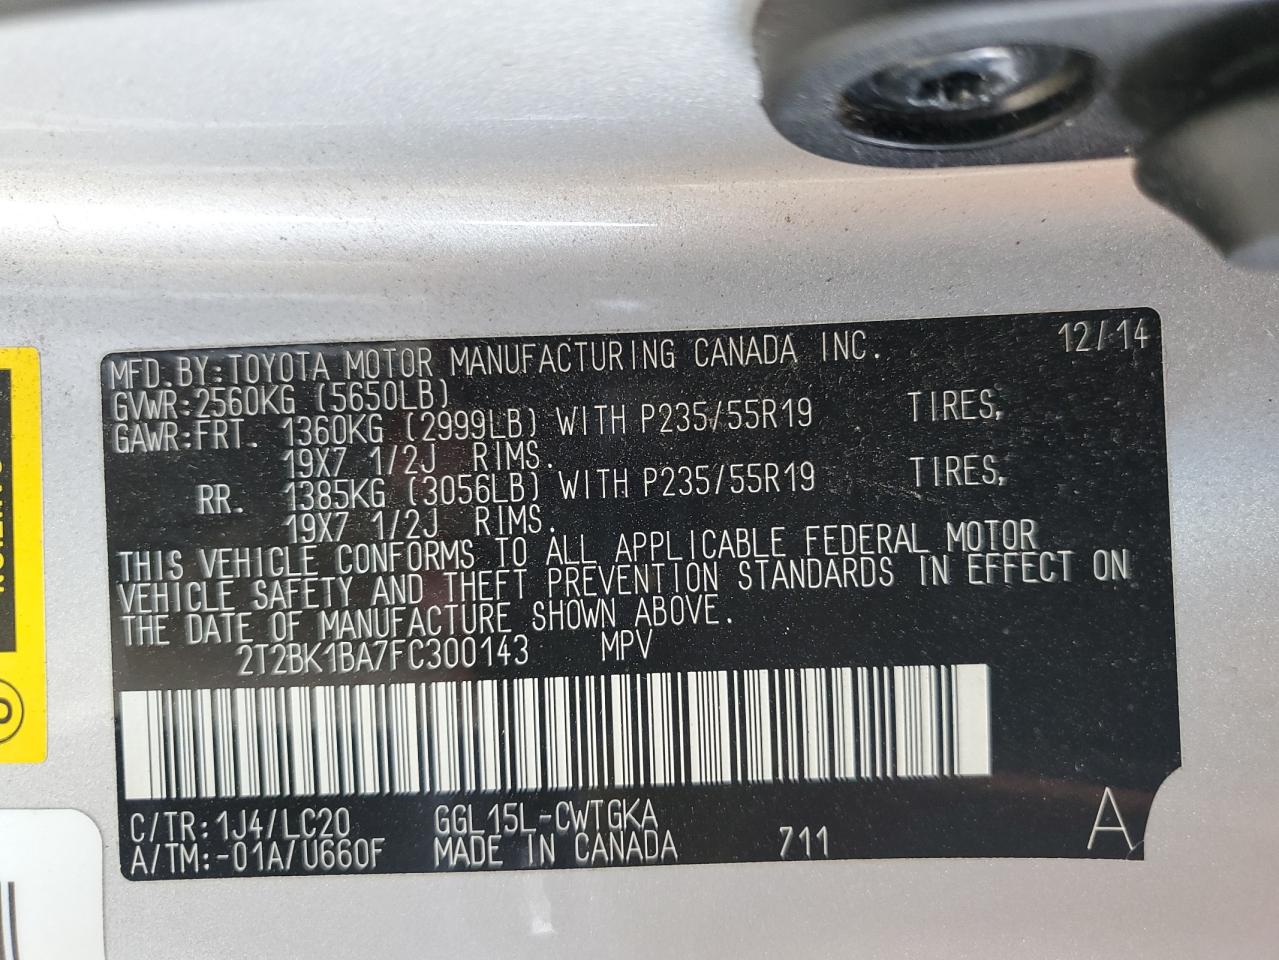 MFD.BY:TOYOTA MOTOR MANUFACTURING CANADA INC. 12/14
GVWR:2560KG (5650LB)
GAWR:FRT. 1360KG (2999LB) WITH P235/55R19 TIRES,
19X7 1/2J RIMS.
RR. 1385KG (3056LB) WITH P235/55R19 TIRES,
19X7 1/2J RIMS.
THIS VEHICLE CONFORMS TO ALL APPLICABLE FEDERAL MOTOR
VEHICLE SAFETY AND THEFT PREVENTION STANDARDS IN EFFECT ON
THE DATE OF MANUFACTURE SHOWN ABOVE.
2T2BK1BA7FC300143 MPV
C/TR:1J4/LC20 GGL15L-CWTGKA
A/TM:-01A/U660F MADE IN CANADA 711 A